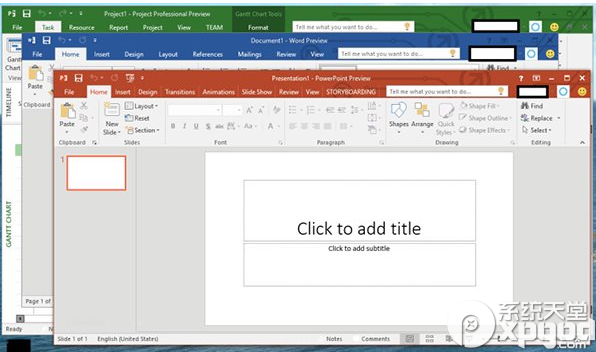 Project1 - Project Professional Preview
Gantt Chart Tools
File Task Resource Report Project View TEAM Format Tell me what you want to do...
Document1 - Word Preview
File Home Insert Design Layout References Mailings Review View Tell me what you want to do...
Presentation1 - PowerPoint Preview
File Home Insert Design Transitions Animations Slide Show Review View STORYBOARDING Tell me what you want to do...
Gantt
Chart
View
Paste
Clipboard
Paste
New
Slide
Layout
Reset
Section
B I U S
Shapes
Arrange
Quick
Styles
Shape Fill
Shape Outline
Shape Effects
Find
Find
Replace
Select
Clipboard Slides Font Paragraph Drawing Editing
TIMELINE
GANTT CHART
1
Click to add title
Click to add subtitle
Page 1 of
Ready
Slide 1 of 1 English (United States) Notes Comments
系统天堂
xpgod
.com